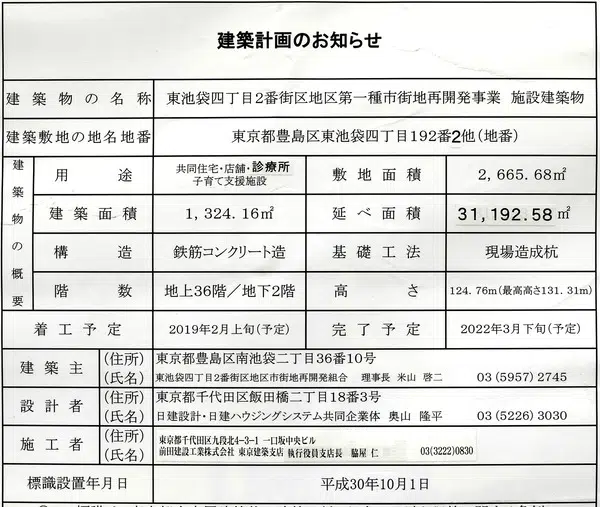 建築計画のお知らせ
建築物の名称 東池袋四丁目2番街区地区第一種市街地再開発事業 施設建築物
建築敷地の地名地番 東京都豊島区東池袋四丁目192番2他(地番)
建築物の概要
用途 共同住宅・店舗・診療所
子育て支援施設
敷地面積 2,665.68㎡
建築面積 1,324.16㎡ 延べ面積 31,192.58㎡
構造 鉄筋コンクリート造 基礎工法 現場造成杭
階数 地上36階/地下2階 高さ 124.76m(最高高さ131.31m)
着工予定 2019年2月上旬(予定) 完了予定 2022年3月下旬(予定)
建築主 (住所) 東京都豊島区南池袋二丁目36番10号
(氏名) 東池袋四丁目2番街区地区市街地再開発組合 理事長 米山 啓二 03(5957)2745
設計者 (住所) 東京都千代田区飯田橋二丁目18番3号
(氏名) 日建設計・日建ハウジングシステム共同企業体 奥山 隆平 03(5226)3030
施工者 (住所) 東京都千代田区九段北4-3-1 一口坂中央ビル
(氏名) 前田建設工業株式会社 東京建築支店 執行役員支店長 脇屋 仁 03(3222)0830
標識設置年月日 平成30年10月1日